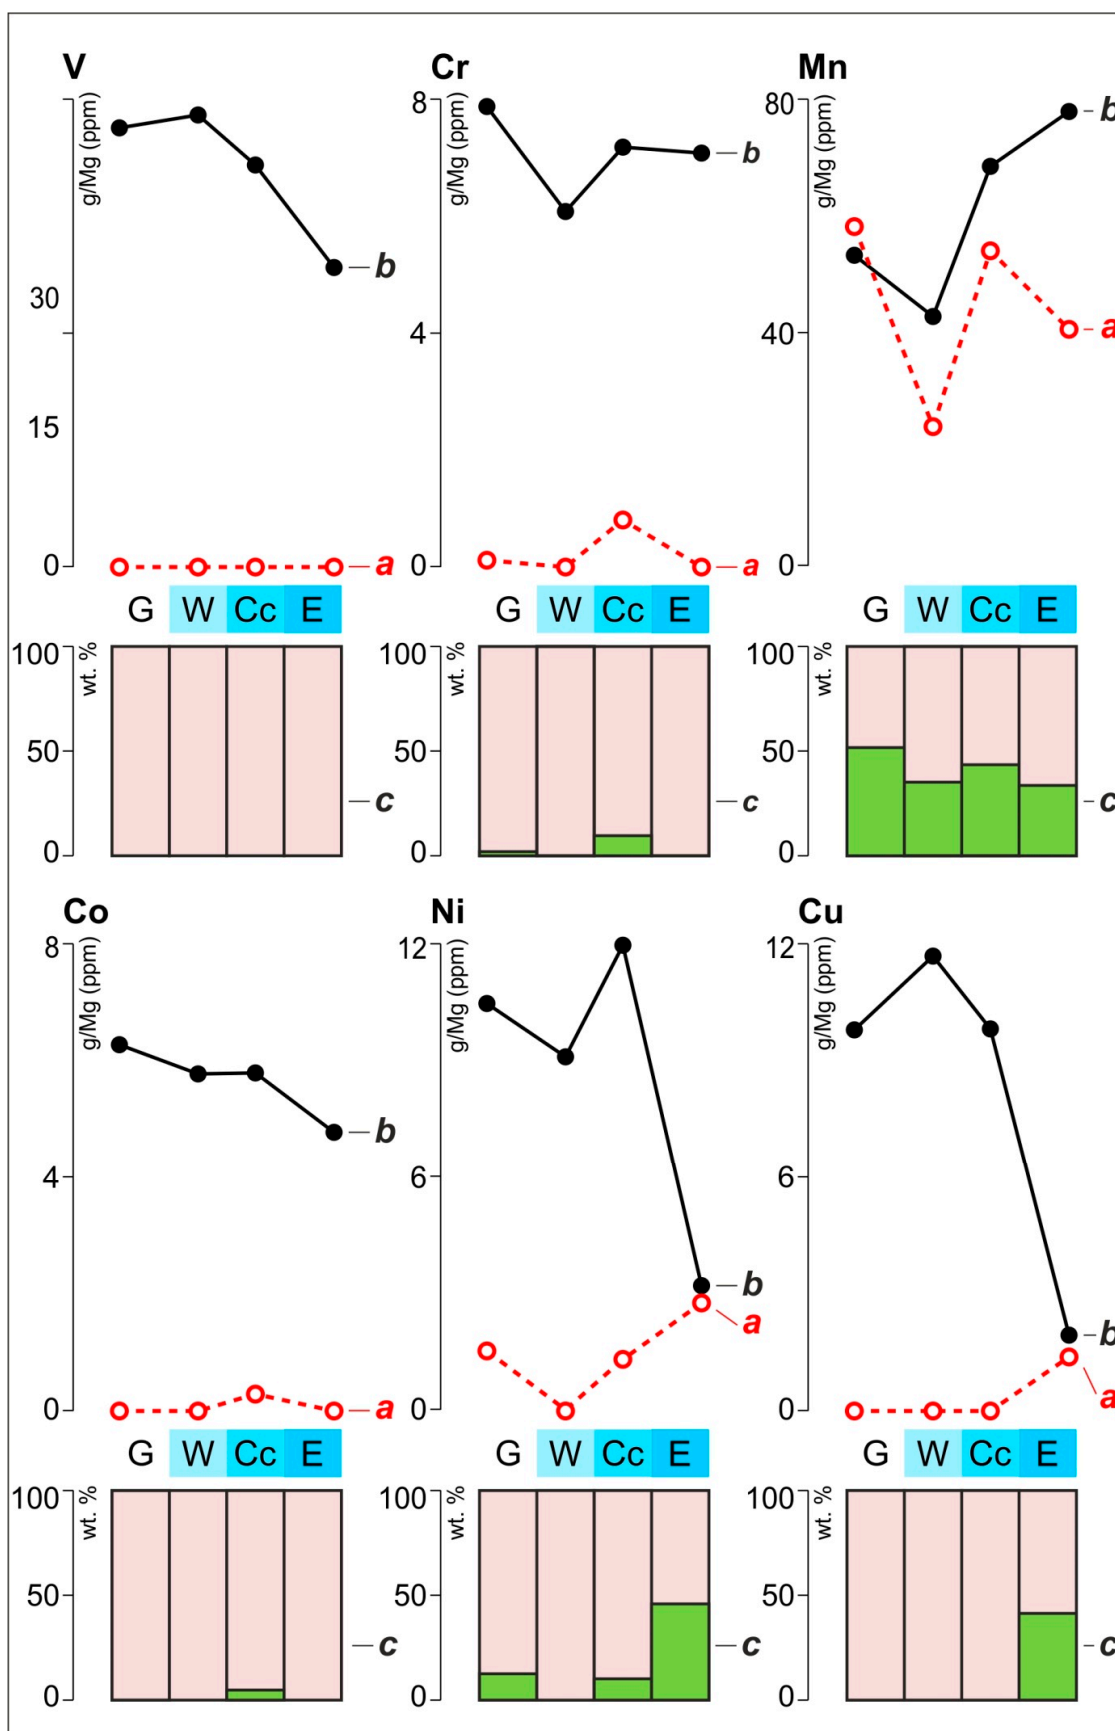 V Cr Mn
g/Mg (ppm) 8 g/Mg (ppm) 80 g/Mg (ppm)
b b b
30 4 40
15
a
0 a 0 a 0
G W Cc E G W Cc E G W Cc E
100 wt. % 100 wt. % 100 wt. %
50 50 50
c c c
0 0 0
Co Ni Cu
8 g/Mg (ppm) 12 g/Mg (ppm) 12 g/Mg (ppm)
b
4 6 6
b b
a a
0 a 0 0
G W Cc E G W Cc E G W Cc E
100 wt. % 100 wt. % 100 wt. %
50 50 50
c c c
0 0 0